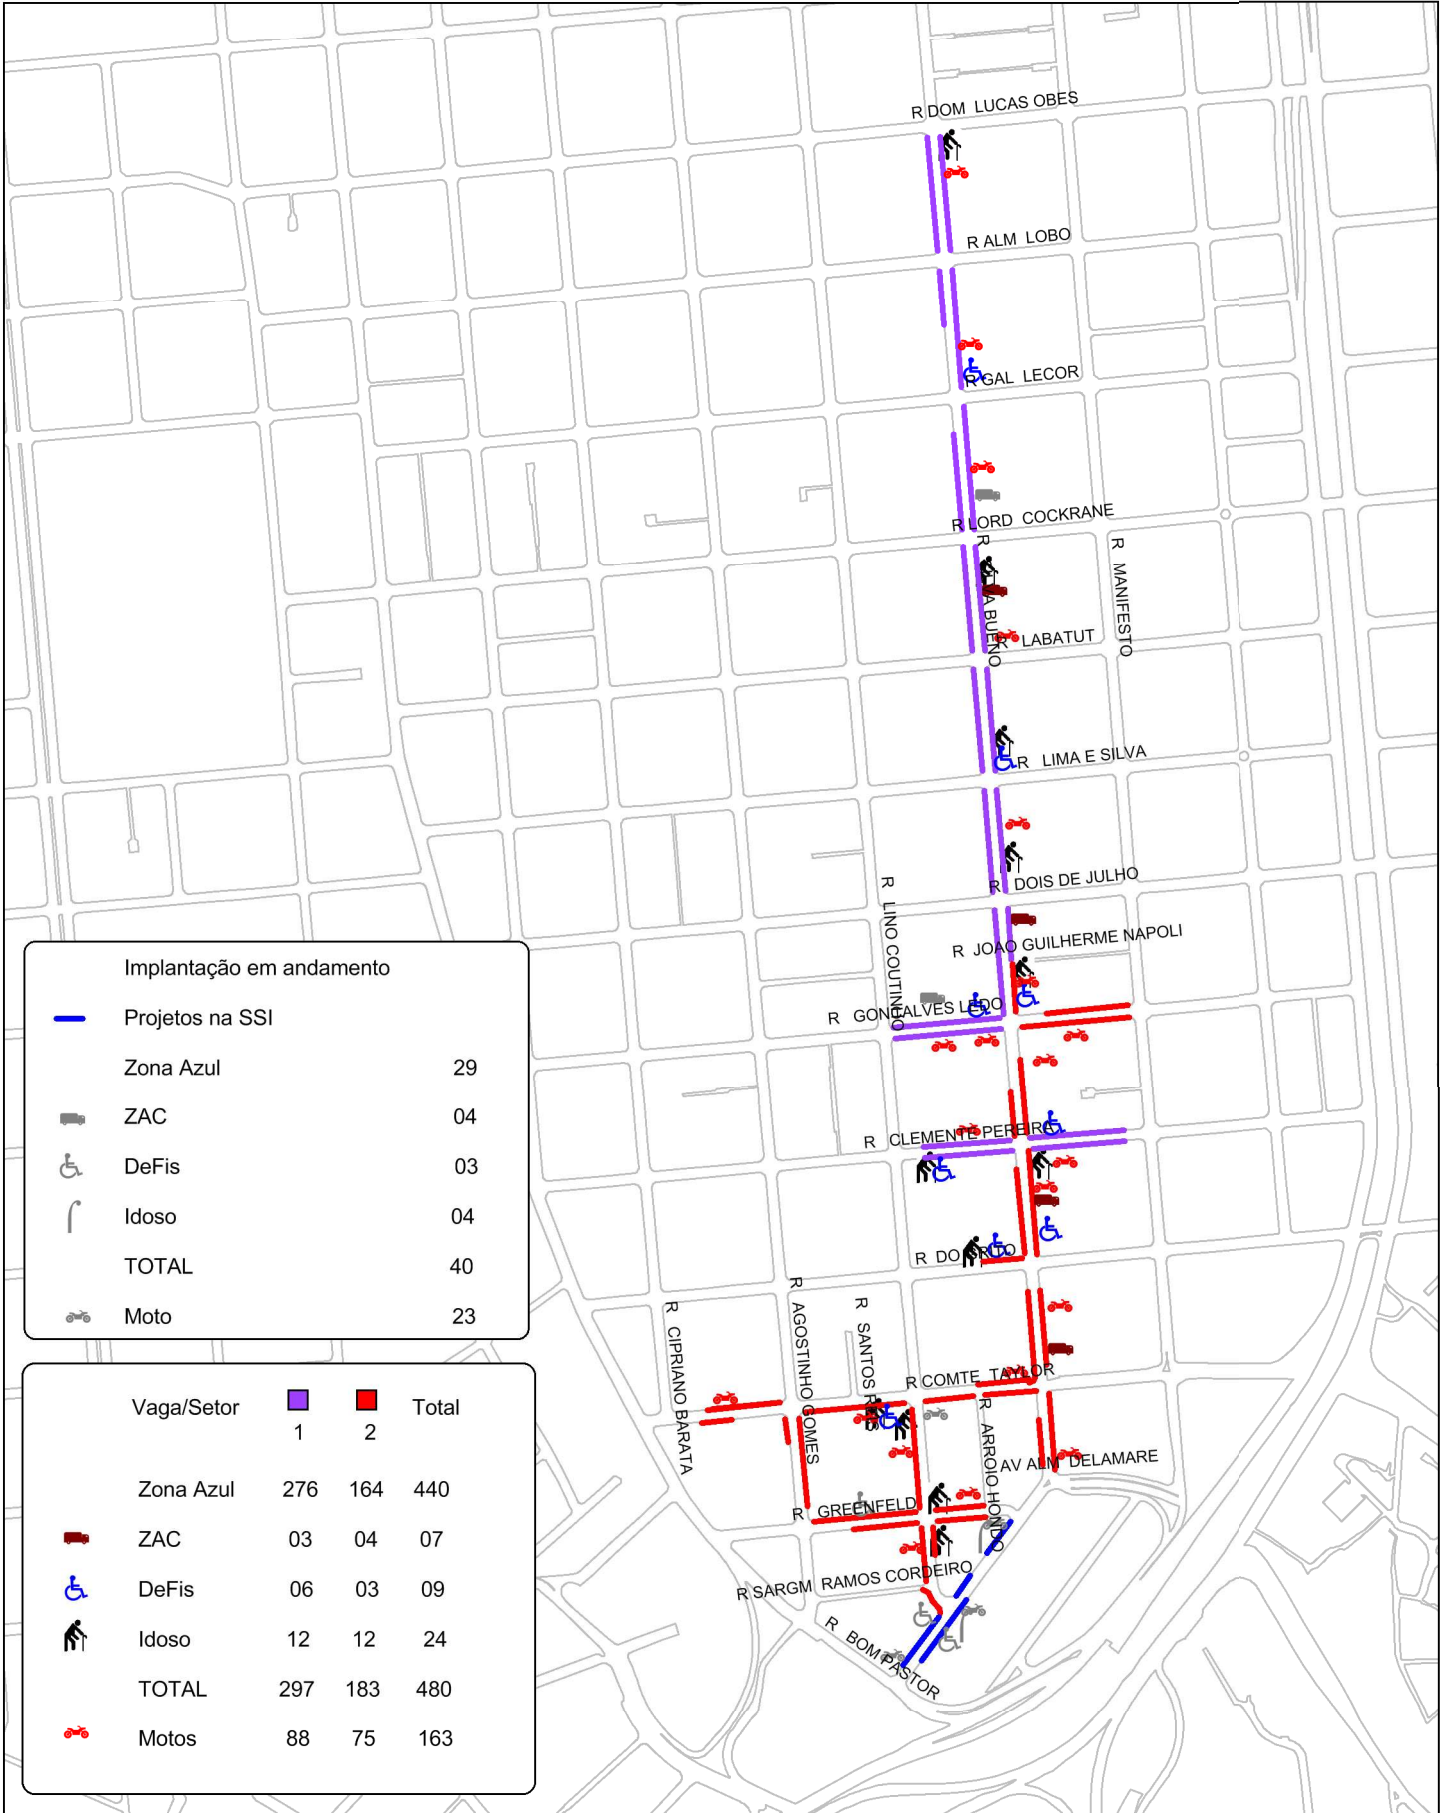 R DOM LUCAS OBES
R ALM LOBO
R GAL LECOR
R LORD COCKRANE
R BUENO
R MANIFESTO
R LABATUT
R LIMA E SILVA
R DOIS DE JULHO
R LINO COUTINHO
R JOAO GUILHERME NAPOLI
R GONCALVES LEDO
R CLEMENTE PEREIRA
R DO GRITO
R CIPRIANO BARATA
R AGOSTINHO GOMES
R SANTOS
R COMTE TAYLOR
R ARROIO HONDO
AV ALM DELAMARE
R GREENFELD
R SARGM RAMOS CORDEIRO
R BOM PASTOR
Implantação em andamento
Projetos na SSI
Zona Azul 29
ZAC 04
DeFis 03
Idoso 04
TOTAL 40
Moto 23
Vaga/Setor 1 2 Total
Zona Azul 276 164 440
ZAC 03 04 07
DeFis 06 03 09
Idoso 12 12 24
TOTAL 297 183 480
Motos 88 75 163